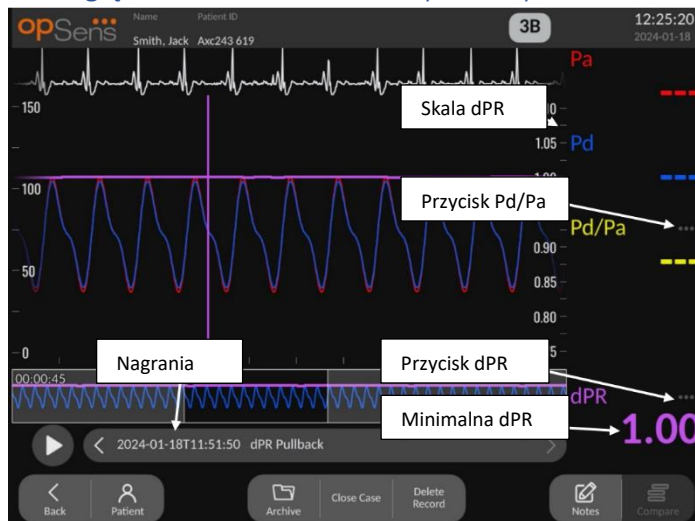 opSens
Name
Patient ID
Smith, Jack
Axc243 619
3B
12:25:20
2024-01-18
Pa
Skala dPR
150
1.05
Pd
100
Przycisk Pd/Pa
Pd/Pa
0.90
50
0.85
0.80
0
Nagrania
Przycisk dPR
00:00:45
dPR
Minimalna dPR
1.00
2024-01-18T11:51:50 dPR Pullback
Back
Patient
Archive
Close Case
Delete
Record
Notes
Compare